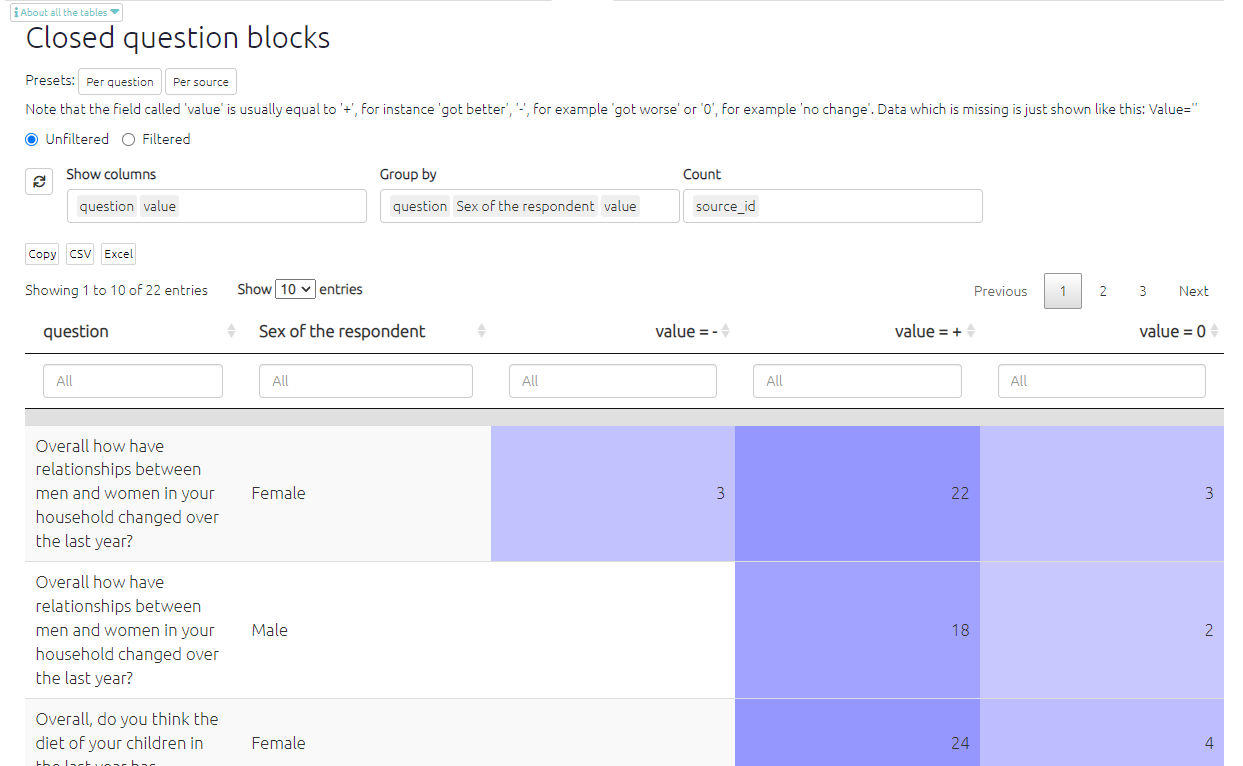 About all the tables
Closed question blocks
Presets: Per question Per source
Note that the field called 'value' is usually equal to '+', for instance 'got better', '-', for example 'got worse' or '0', for example 'no change'. Data which is missing is just shown like this: Value=''
Unfiltered Filtered
Show columns Group by Count
question value question Sex of the respondent value source_id
Copy CSV Excel
Showing 1 to 10 of 22 entries Show 10 entries Previous 1 2 3 Next
question Sex of the respondent value = - value = + value = 0
All All All All All
Overall how have
relationships between
men and women in your
household changed over
the last year?
Female 3 22 3
Overall how have
relationships between
men and women in your
household changed over
the last year?
Male 18 2
Overall, do you think the
diet of your children in
the last year has
Female 24 4